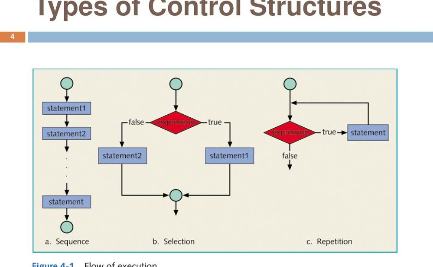 Types of Control Structures
4
statement1
statement2
statement
a. Sequence
false
true
statement2
statement1
b. Selection
true
statement
false
c. Repetition
Figure 4-1 Flow of execution